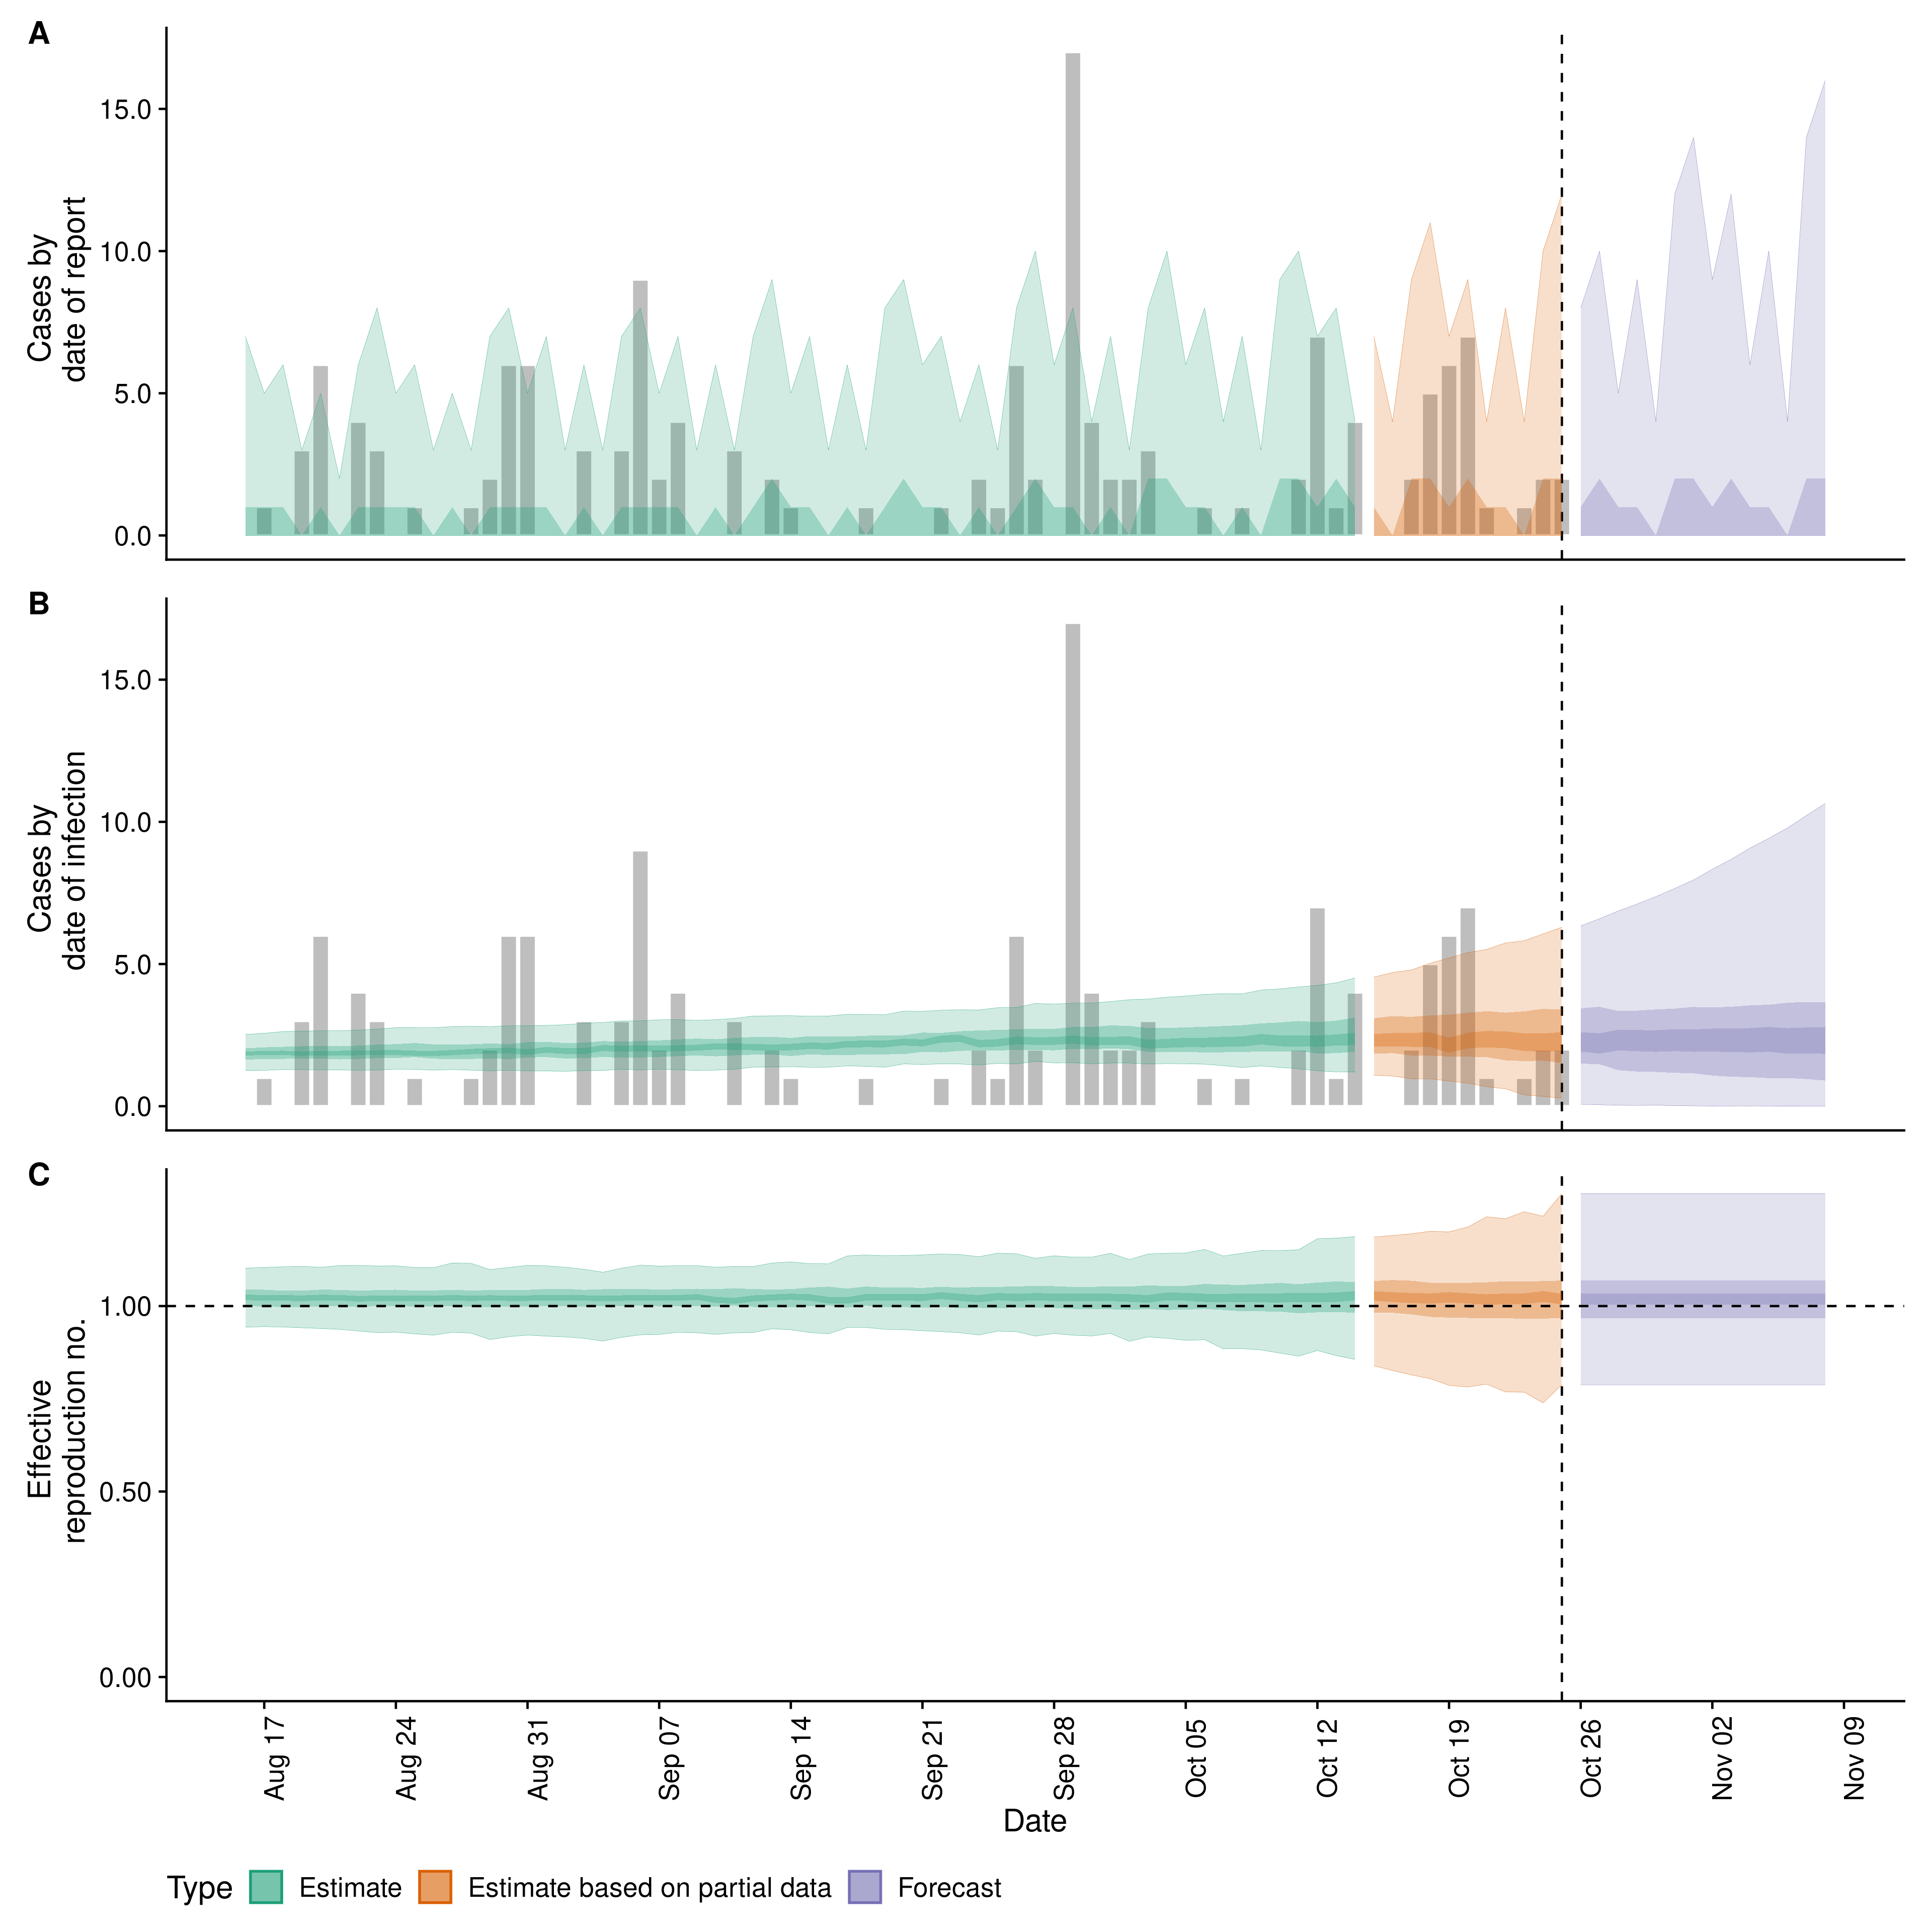 A
Cases by
date of report
15.0
10.0
5.0
0.0
B
Cases by
date of infection
15.0
10.0
5.0
0.0
C
Effective
reproduction no.
1.00
0.50
0.00
Aug 17
Aug 24
Aug 31
Sep 07
Sep 14
Sep 21
Sep 28
Oct 05
Oct 12
Oct 19
Oct 26
Nov 02
Nov 09
Date
Type Estimate Estimate based on partial data Forecast